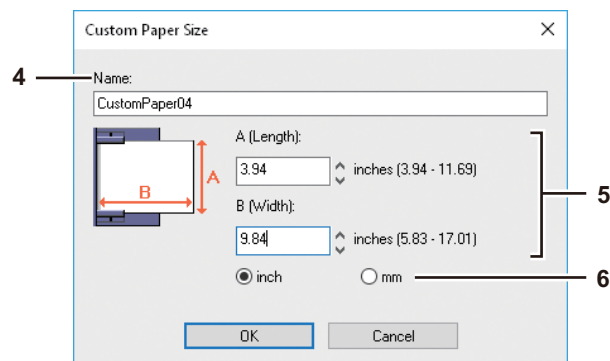 Custom Paper Size
4
Name:
CustomPaper04
A (Length):
3.94 inches (3.94 - 11.69)
A
B
5
B (Width):
9.84 inches (5.83 - 17.01)
inch mm 6
OK Cancel